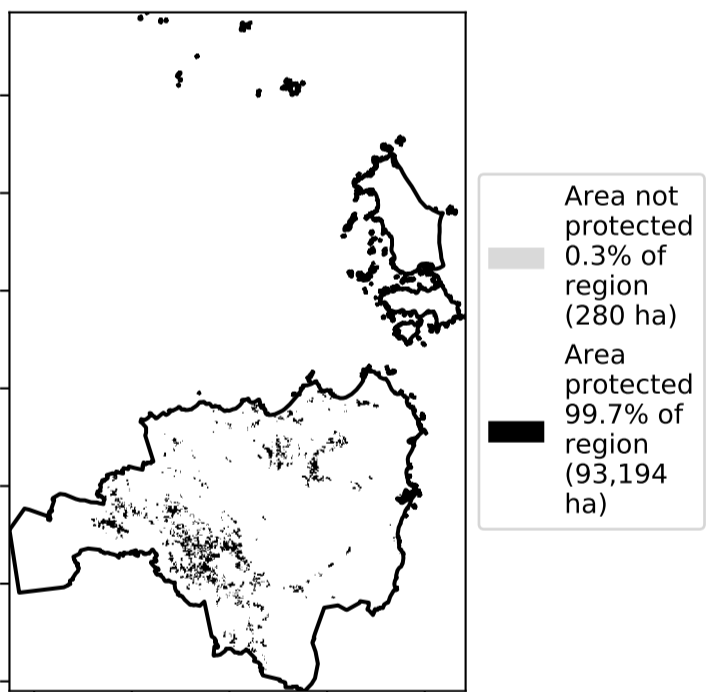 Area not
protected
0.3% of
region
(280 ha)
Area
protected
99.7% of
region
(93,194
ha)